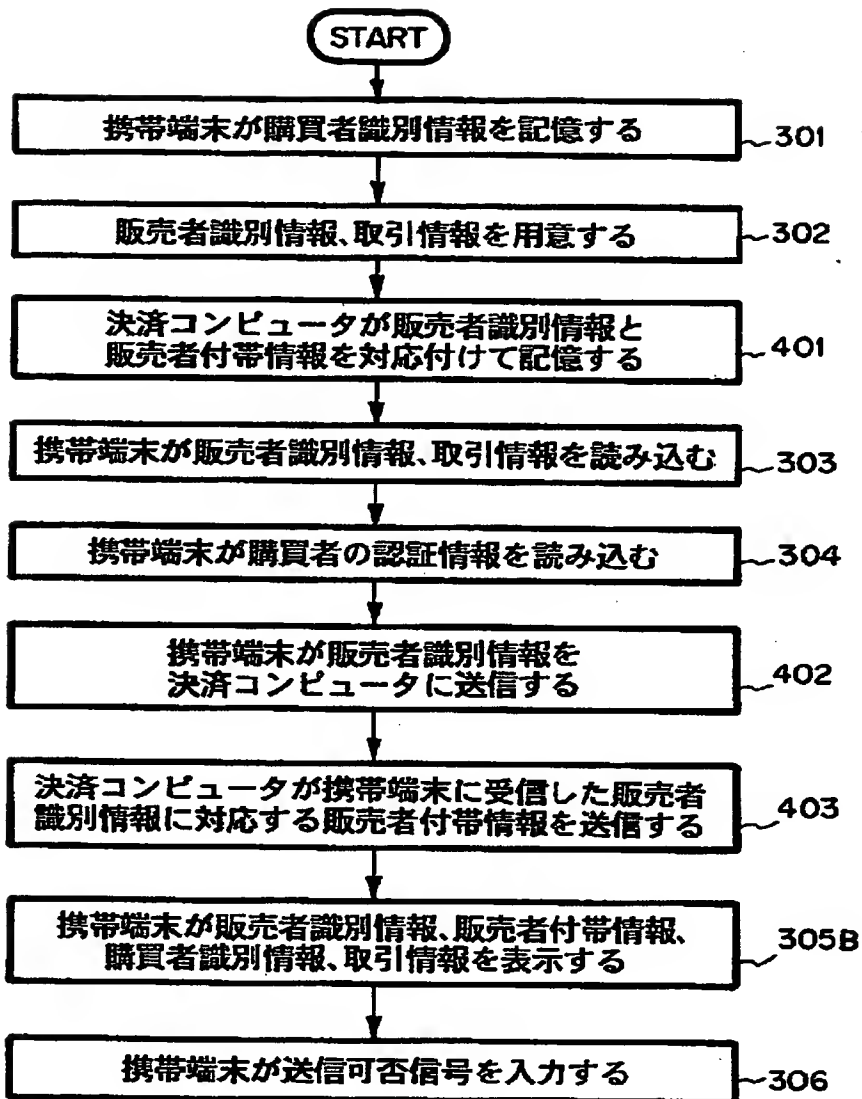 START
携帯端末が購買者識別情報を記憶する
301
販売者識別情報、取引情報を用意する
302
決済コンピュータが販売者識別情報と
販売者付帯情報を対応付けて記憶する
401
携帯端末が販売者識別情報、取引情報を読み込む
303
携帯端末が購買者の認証情報を読み込む
304
携帯端末が販売者識別情報を
決済コンピュータに送信する
402
決済コンピュータが携帯端末に受信した販売者
識別情報に対応する販売者付帯情報を送信する
403
携帯端末が販売者識別情報、販売者付帯情報、
購買者識別情報、取引情報を表示する
305B
携帯端末が送信可否信号を入力する
306